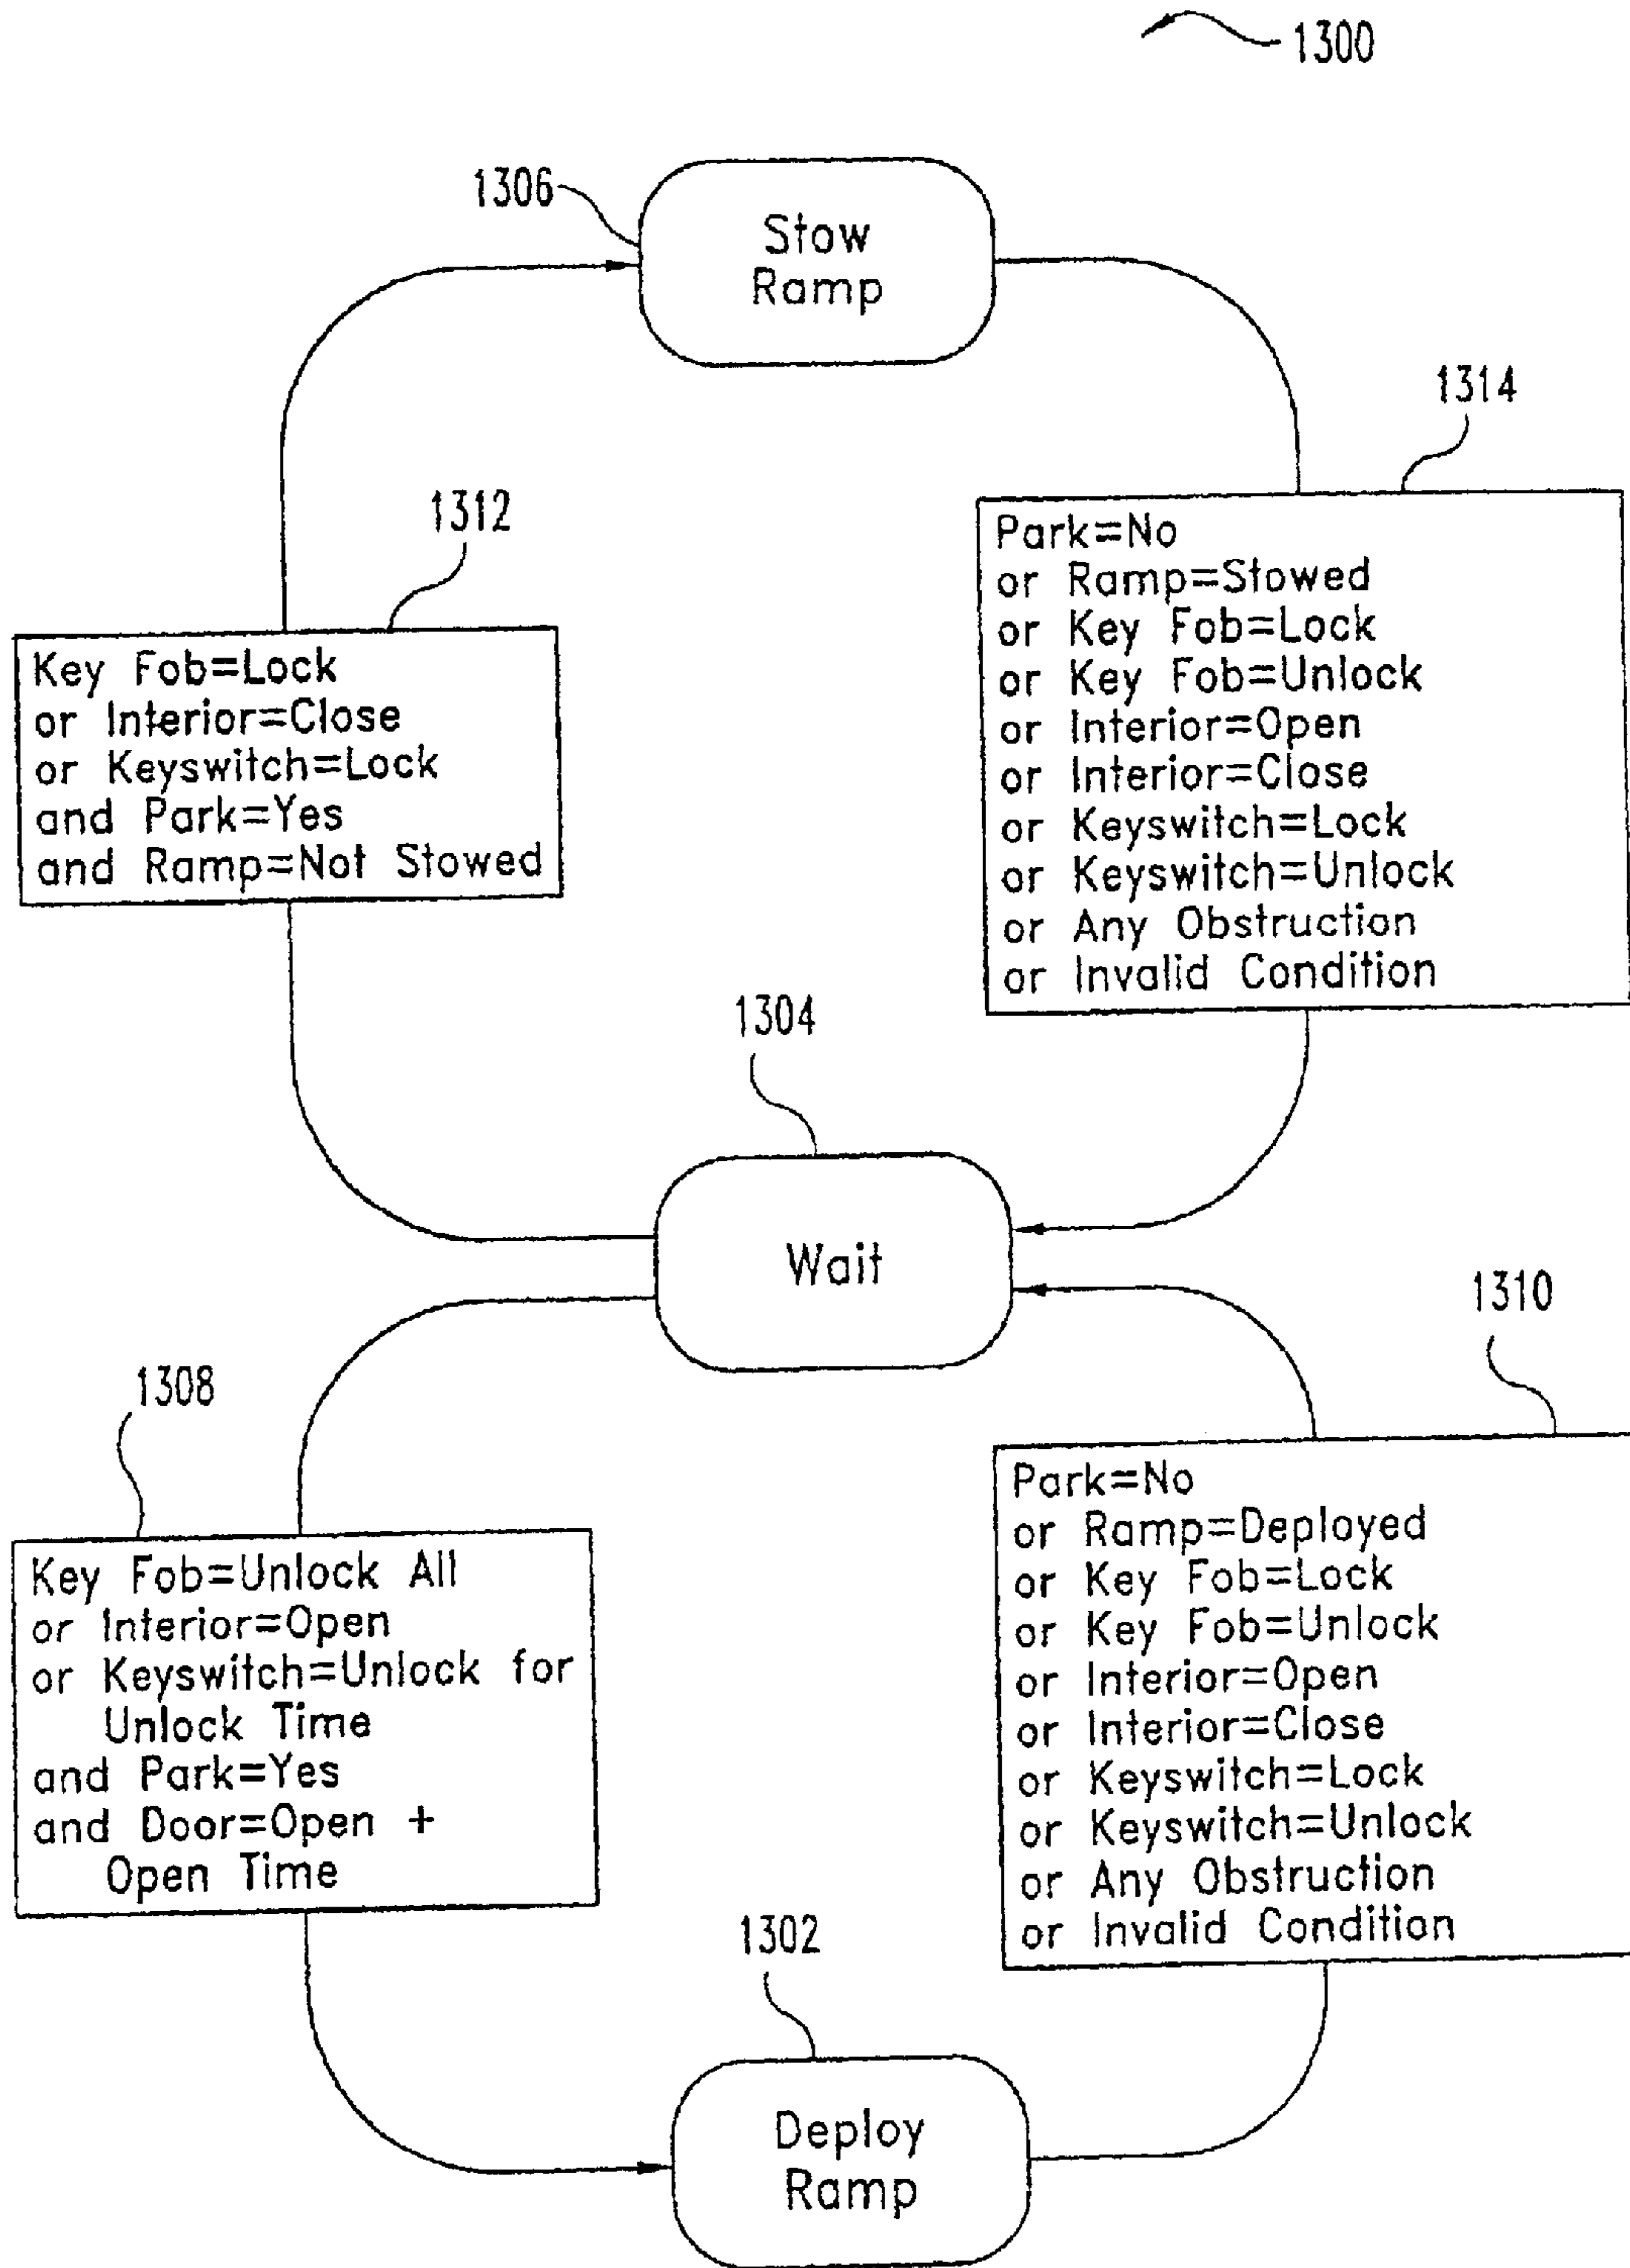 1300
1306
Stow
Ramp
1314
Park=No
or Ramp=Stowed
or Key Fob=Lock
or Key Fob=Unlock
or Interior=Open
or Interior=Close
or Keyswitch=Lock
or Keyswitch=Unlock
or Any Obstruction
or Invalid Condition
1312
Key Fob=Lock
or Interior=Close
or Keyswitch=Lock
and Park=Yes
and Ramp=Not Stowed
1304
Wait
1310
Park=No
or Ramp=Deployed
or Key Fob=Lock
or Key Fob=Unlock
or Interior=Open
or Interior=Close
or Keyswitch=Lock
or Keyswitch=Unlock
or Any Obstruction
or Invalid Condition
1308
Key Fob=Unlock All
or Interior=Open
or Keyswitch=Unlock for
Unlock Time
and Park=Yes
and Door=Open +
Open Time
1302
Deploy
Ramp